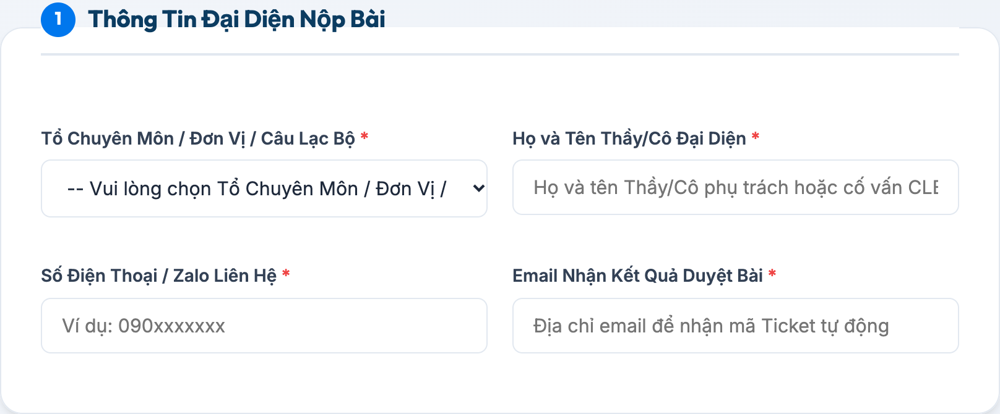 1 Thông Tin Đại Diện Nộp Bài
Tổ Chuyên Môn / Đơn Vị / Câu Lạc Bộ *
Họ và Tên Thầy/Cô Đại Diện *
-- Vui lòng chọn Tổ Chuyên Môn / Đơn Vị /
Họ và tên Thầy/Cô phụ trách hoặc cố vấn CLB
Số Điện Thoại / Zalo Liên Hệ *
Email Nhận Kết Quả Duyệt Bài *
Ví dụ: 090xxxxxxx
Địa chỉ email để nhận mã Ticket tự động